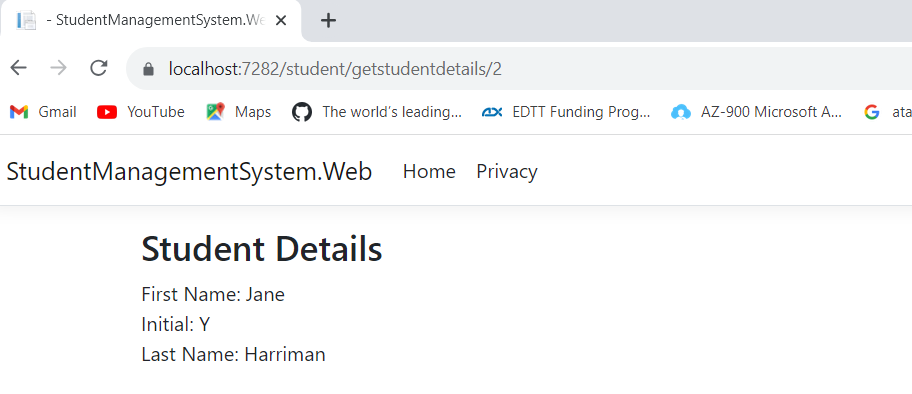 - StudentManagementSystem.We
localhost:7282/student/getstudentdetails/2
Gmail YouTube Maps The world's leading... EDTT Funding Prog... AZ-900 Microsoft A... ata
StudentManagementSystem.Web Home Privacy
Student Details
First Name: Jane
Initial: Y
Last Name: Harriman